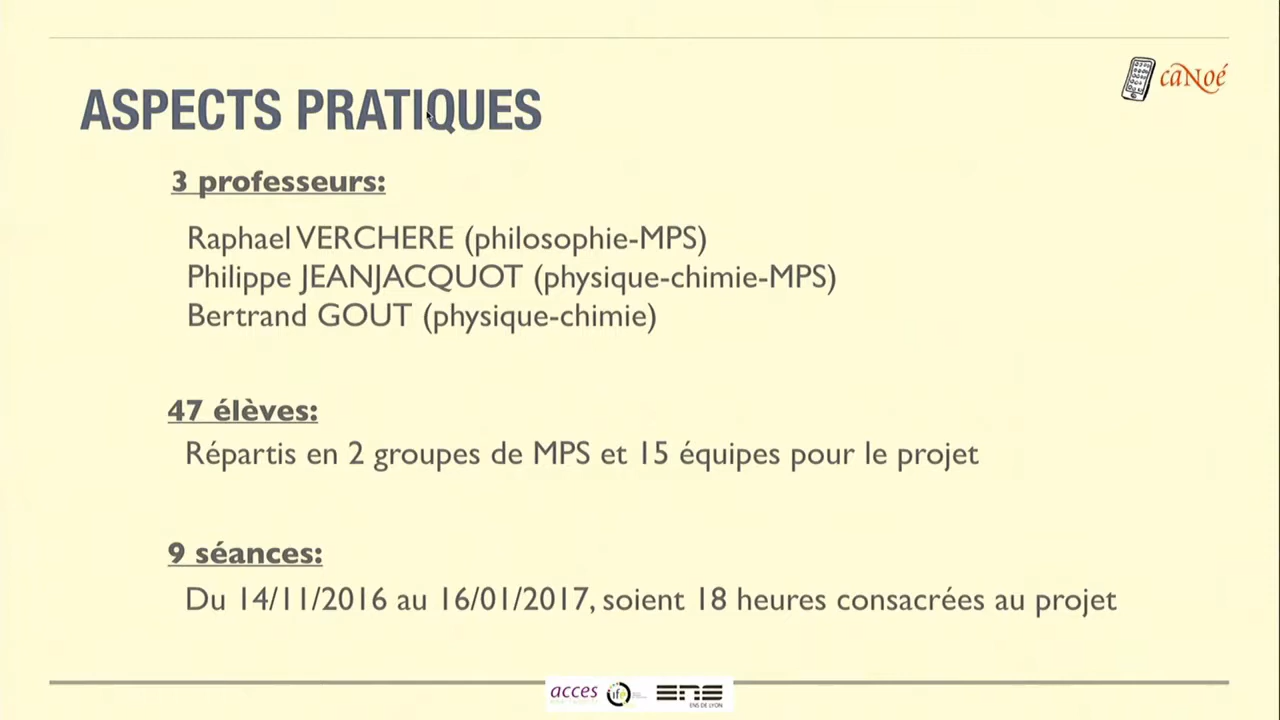 caNoé
ASPECTS PRATIQUES
3 professeurs:
Raphael VERCHERE (philosophie-MPS)
Philippe JEANJACQUOT (physique-chimie-MPS)
Bertrand GOUT (physique-chimie)
47 élèves:
Répartis en 2 groupes de MPS et 15 équipes pour le projet
9 séances:
Du 14/11/2016 au 16/01/2017, soient 18 heures consacrées au projet
acces ifé ENS
ENS DE LYON